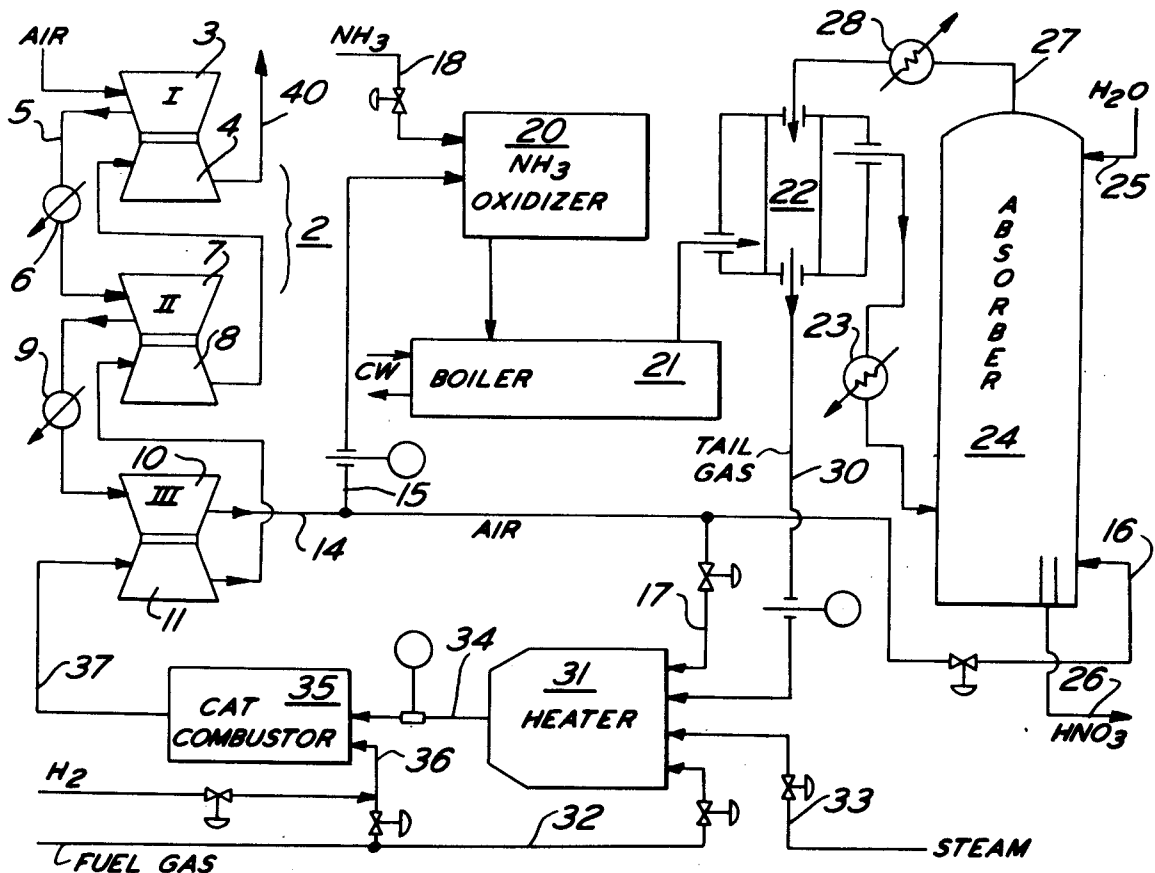 AIR
3
I
5
4
40
6
2
7
II
8
9
10
III
11
14
15
NH3
18
20
NH3
OXIDIZER
CW
BOILER
21
22
28
27
H2O
25
23
ABSORBER
24
TAIL
GAS
30
AIR
16
17
26
HNO3
37
35
CAT
COMBUSTOR
34
31
HEATER
36
H2
32
33
FUEL GAS
STEAM